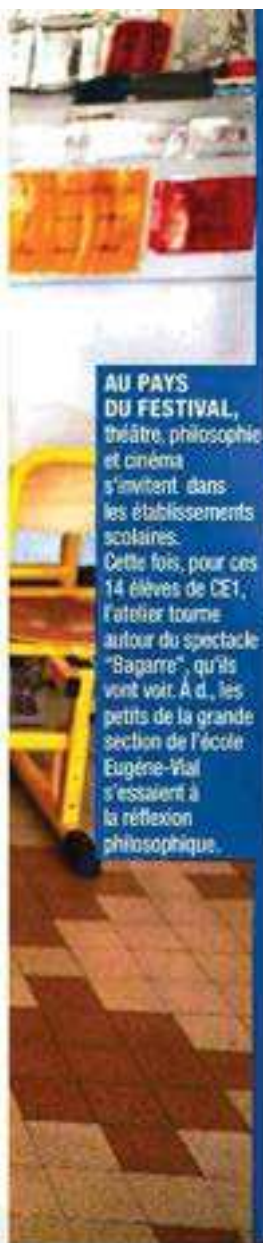 AU PAYS
DU FESTIVAL,
théâtre, philosophie
et cinéma
s'invitent dans
les établissements
scolaires.
Cette fois, pour ces
14 élèves de CE1,
l'atelier tourne
autour du spectacle
"Bagarre", qu'ils
vont voir. À d., les
petits de la grande
section de l'école
Eugène-Vial
s'essaient à
la réflexion
philosophique.